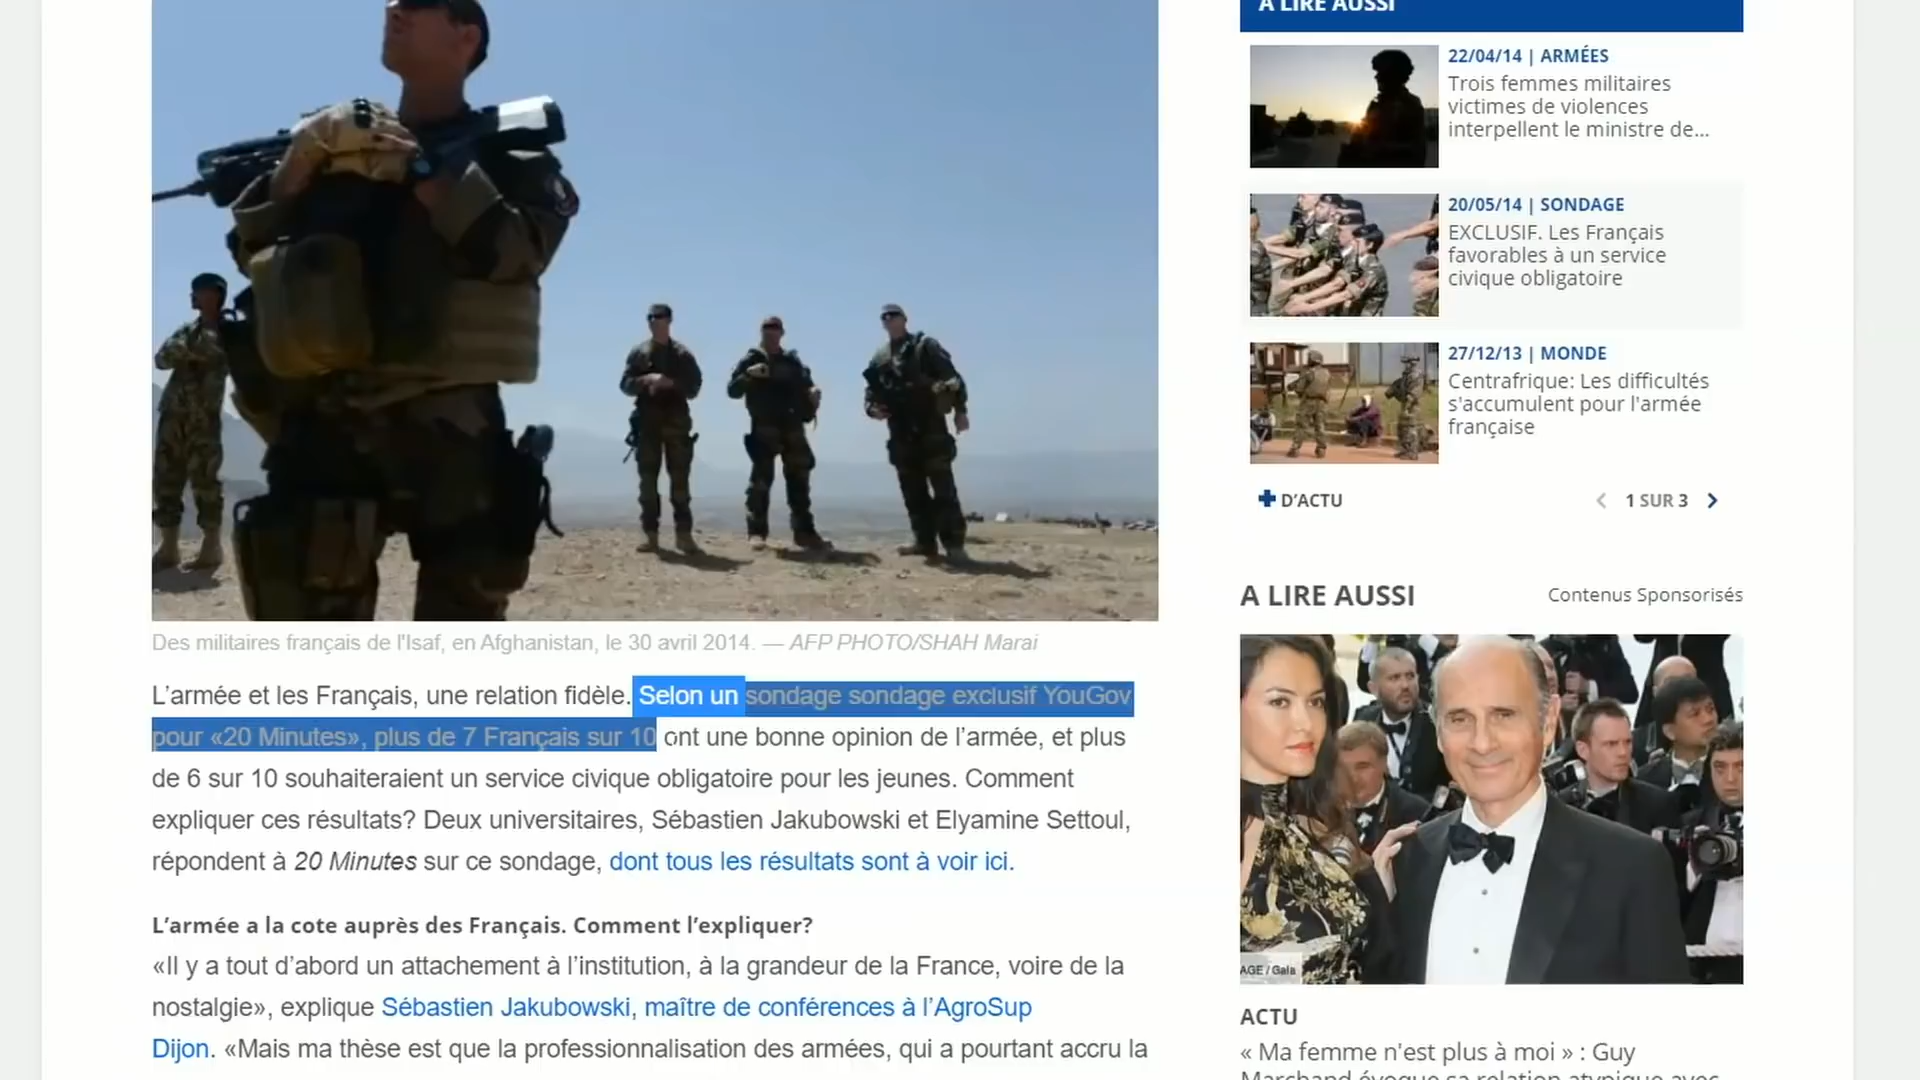 A LIRE AUSSI
22/04/14 | ARMÉES
Trois femmes militaires
victimes de violences
interpellent le ministre de...
20/05/14 | SONDAGE
EXCLUSIF. Les Français
favorables à un service
civique obligatoire
27/12/13 | MONDE
Centrafrique: Les difficultés
s'accumulent pour l'armée
française
D’ACTU
1 SUR 3
Des militaires français de l'Isaf, en Afghanistan, le 30 avril 2014. — AFP PHOTO/SHAH Marai
L’armée et les Français, une relation fidèle. Selon un sondage sondage exclusif YouGov
pour «20 Minutes», plus de 7 Français sur 10 ont une bonne opinion de l’armée, et plus
de 6 sur 10 souhaiteraient un service civique obligatoire pour les jeunes. Comment
expliquer ces résultats? Deux universitaires, Sébastien Jakubowski et Elyamine Settoul,
répondent à 20 Minutes sur ce sondage, dont tous les résultats sont à voir ici.
L’armée a la cote auprès des Français. Comment l’expliquer?
«Il y a tout d’abord un attachement à l’institution, à la grandeur de la France, voire de la
nostalgie», explique Sébastien Jakubowski, maître de conférences à l’AgroSup
Dijon. «Mais ma thèse est que la professionnalisation des armées, qui a pourtant accru la
A LIRE AUSSI
Contenus Sponsorisés
AGE / Gala
ACTU
« Ma femme n'est plus à moi » : Guy
Marchand évoque sa relation atypique avec